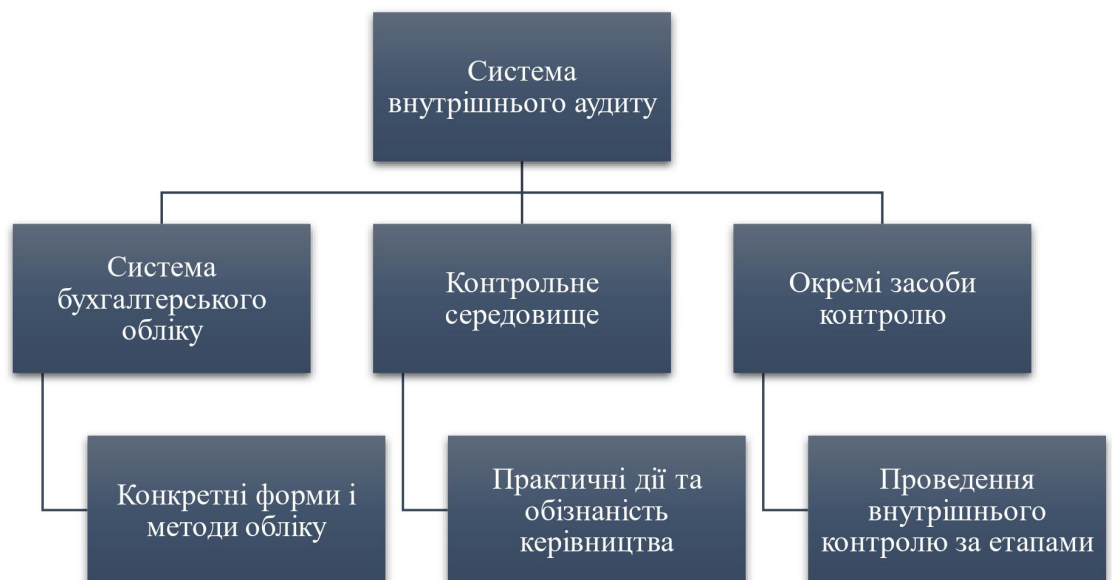 Система
внутрішнього аудиту
Система
бухгалтерського
обліку
Контрольне
середовище
Окремі засоби
контролю
Конкретні форми і
методи обліку
Практичні дії та
обізнаність
керівництва
Проведення
внутрішнього
контролю за етапами